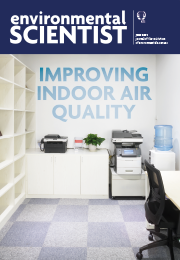 environmental
SCIENTIST
IMPROVING
INDOOR AIR
QUALITY